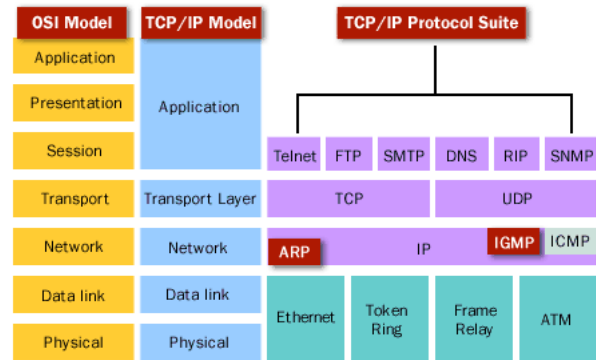 OSI Model TCP/IP Model TCP/IP Protocol Suite
Application
Presentation
Session
Transport
Network
Data link
Physical
Application
Transport Layer
Network
Data link
Physical
Telnet FTP SMTP DNS RIP SNMP
TCP UDP
ARP IP IGMP ICMP
Ethernet
Token
Ring
Frame
Relay
ATM